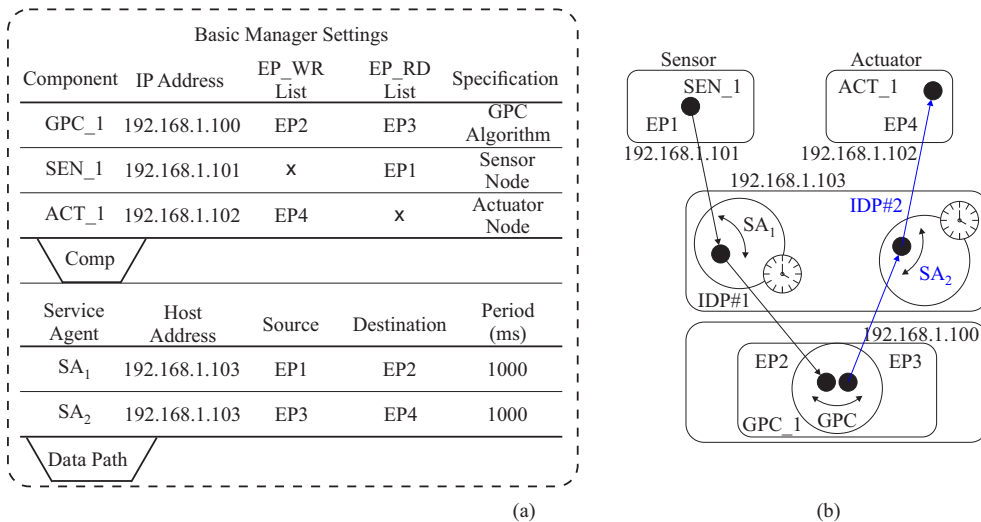 Basic Manager Settings
Component IP Address EP_WR List EP_RD List Specification
GPC_1 192.168.1.100 EP2 EP3 GPC Algorithm
SEN_1 192.168.1.101 x EP1 Sensor Node
ACT_1 192.168.1.102 EP4 x Actuator Node
Comp
Service Agent Host Address Source Destination Period (ms)
SA1 192.168.1.103 EP1 EP2 1000
SA2 192.168.1.103 EP3 EP4 1000
Data Path
(a)
Sensor
SEN_1
EP1
192.168.1.101
Actuator
ACT_1
EP4
192.168.1.102
192.168.1.103
SA1
IDP#1
IDP#2
SA2
192.168.1.100
EP2
EP3
GPC
GPC_1
(b)